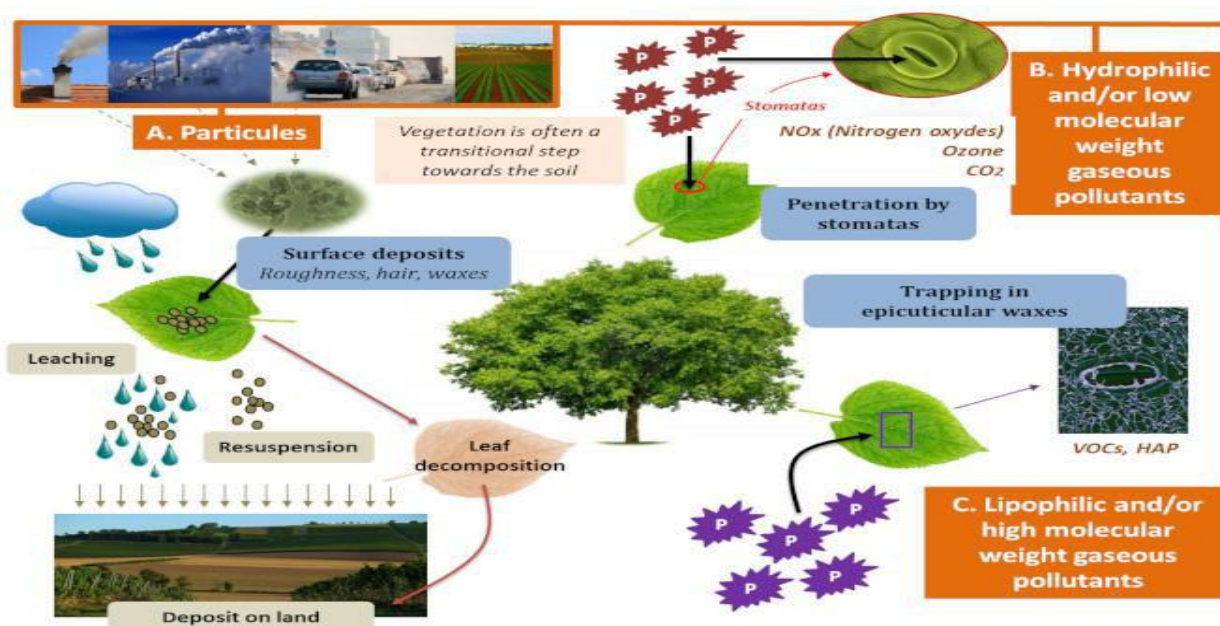 A. Particules
Vegetation is often a
transitional step
towards the soil
P
P
P
P
P
Stomatas
NOx (Nitrogen oxydes)
Ozone
CO2
B. Hydrophilic
and/or low
molecular
weight
gaseous
pollutants
Penetration by
stomatas
Surface deposits
Roughness, hair, waxes
Trapping in
epicuticular waxes
Leaching
Resuspension
Leaf
decomposition
VOCs, HAP
P
P
P
P
P
C. Lipophilic and/or
high molecular
weight gaseous
pollutants
Deposit on land